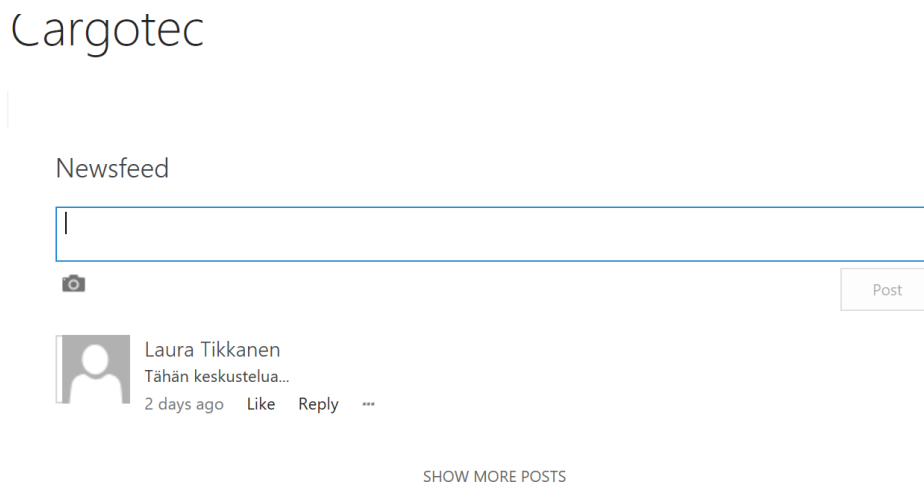 Cargotec
Newsfeed
Post
Laura Tikkanen
Tähän keskustelua...
2 days ago Like Reply ...
SHOW MORE POSTS